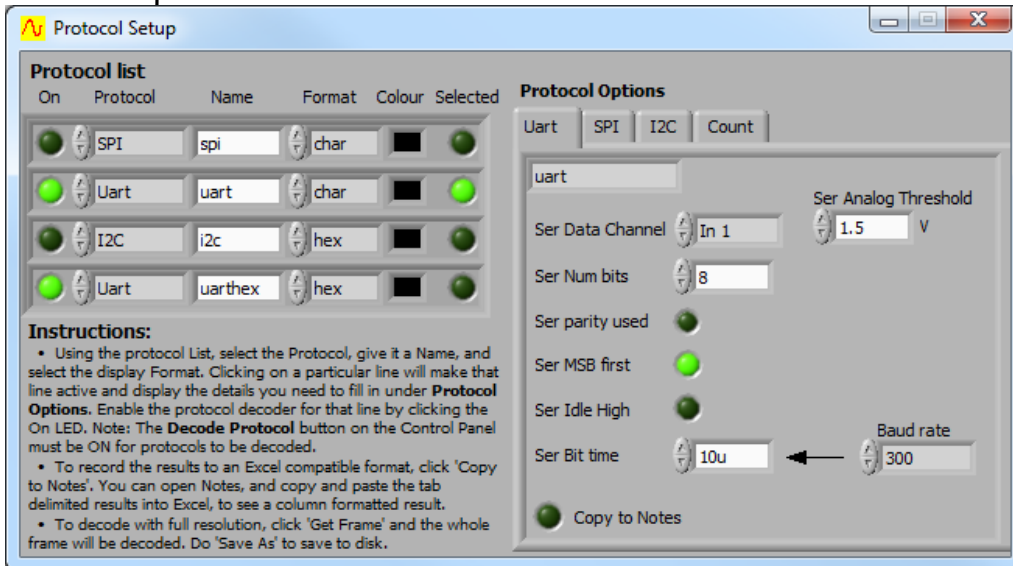 Protocol Setup
Protocol list
On Protocol Name Format Colour Selected
SPI spi char
Uart uart char
I2C i2c hex
Uart uarthex hex
Instructions:
• Using the protocol List, select the Protocol, give it a Name, and
select the display Format. Clicking on a particular line will make that
line active and display the details you need to fill in under Protocol
Options. Enable the protocol decoder for that line by clicking the
On LED. Note: The Decode Protocol button on the Control Panel
must be ON for protocols to be decoded.
• To record the results to an Excel compatible format, click 'Copy
to Notes'. You can open Notes, and copy and paste the tab
delimited results into Excel, to see a column formatted result.
• To decode with full resolution, click 'Get Frame' and the whole
frame will be decoded. Do 'Save As' to save to disk.
Protocol Options
Uart SPI I2C Count
uart
Ser Analog Threshold
Ser Data Channel In 1 1.5 V
Ser Num bits 8
Ser parity used
Ser MSB first
Ser Idle High
Baud rate
Ser Bit time 10u 300
Copy to Notes